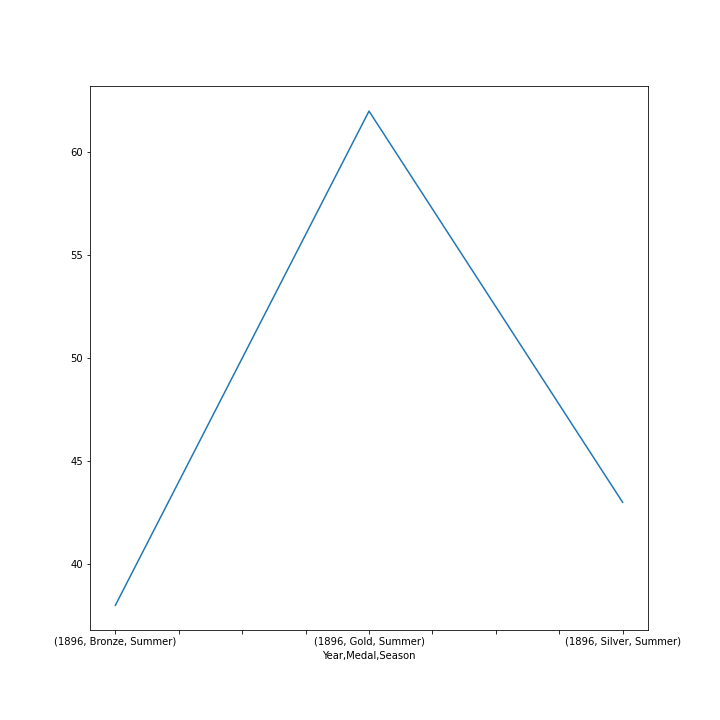 60
55
50
45
40
(1896, Bronze, Summer) (1896, Gold, Summer) (1896, Silver, Summer)
Year,Medal,Season